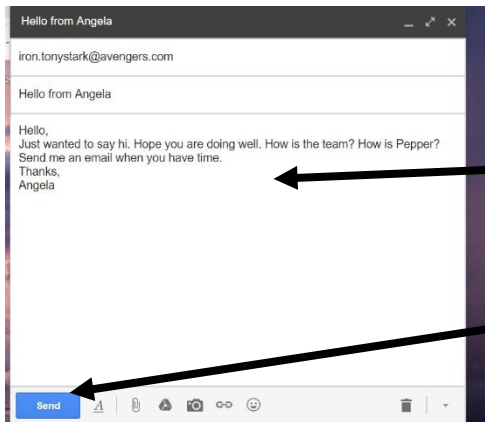 Hello from Angela
iron.tonystark@avengers.com
Hello from Angela
Hello,
Just wanted to say hi. Hope you are doing well. How is the team? How is Pepper?
Send me an email when you have time.
Thanks,
Angela
Send A